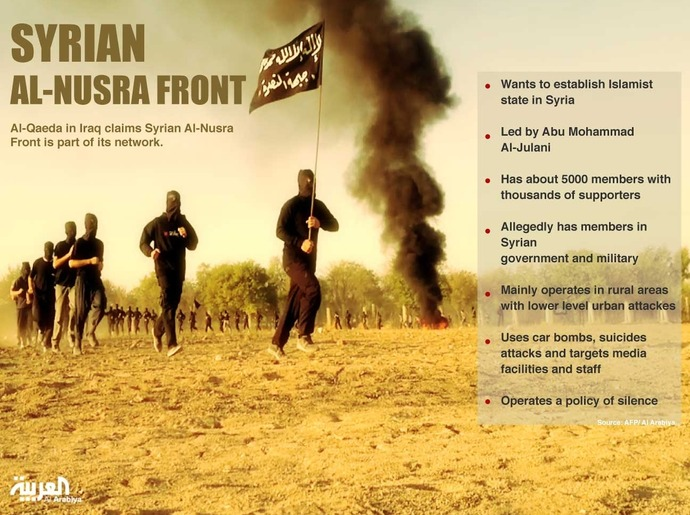 SYRIAN
AL-NUSRA FRONT
Al-Qaeda in Iraq claims Syrian Al-Nusra
Front is part of its network.
لا إله إلا الله محمد
جبهة النصرة
Wants to establish Islamist
state in Syria
Led by Abu Mohammad
Al-Julani
Has about 5000 members with
thousands of supporters
Allegedly has members in
Syrian
government and military
Mainly operates in rural areas
with lower level urban attackes
Uses car bombs, suicides
attacks and targets media
facilities and staff
Operates a policy of silence
Source: AFP/Al Arabiya
العربية
Al Arabiya